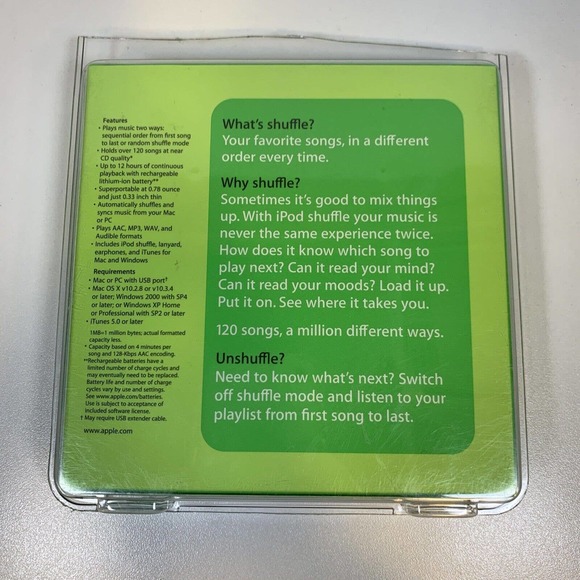 Features
• Plays music two ways:
sequential order from first song
to last or random shuffle mode
• Holds over 120 songs at near
CD quality*
• Up to 12 hours of continuous
playback with rechargeable
lithium-ion battery**
• Superportable at 0.78 ounce
and just 0.33 inch thin
• Automatically shuffles and
syncs music from your Mac
or PC
• Plays AAC, MP3, WAV, and
Audible formats
• Includes iPod shuffle, lanyard,
earphones, and iTunes for
Mac and Windows
Requirements
• Mac or PC with USB port†
• Mac OS X v10.2.8 or v10.3.4
or later; Windows 2000 with SP4
or later; or Windows XP Home
or Professional with SP2 or later
• iTunes 5.0 or later
1MB=1 million bytes; actual formatted
capacity less.
* Capacity based on 4 minutes per
song and 128-Kbps AAC encoding.
**Rechargeable batteries have a
limited number of charge cycles and
may eventually need to be replaced.
Battery life and number of charge
cycles vary by use and settings.
See www.apple.com/batteries.
Use is subject to acceptance of
included software license.
† May require USB extender cable.
www.apple.com
What's shuffle?
Your favorite songs, in a different
order every time.
Why shuffle?
Sometimes it's good to mix things
up. With iPod shuffle your music is
never the same experience twice.
How does it know which song to
play next? Can it read your mind?
Can it read your moods? Load it up.
Put it on. See where it takes you.
120 songs, a million different ways.
Unshuffle?
Need to know what's next? Switch
off shuffle mode and listen to your
playlist from first song to last.